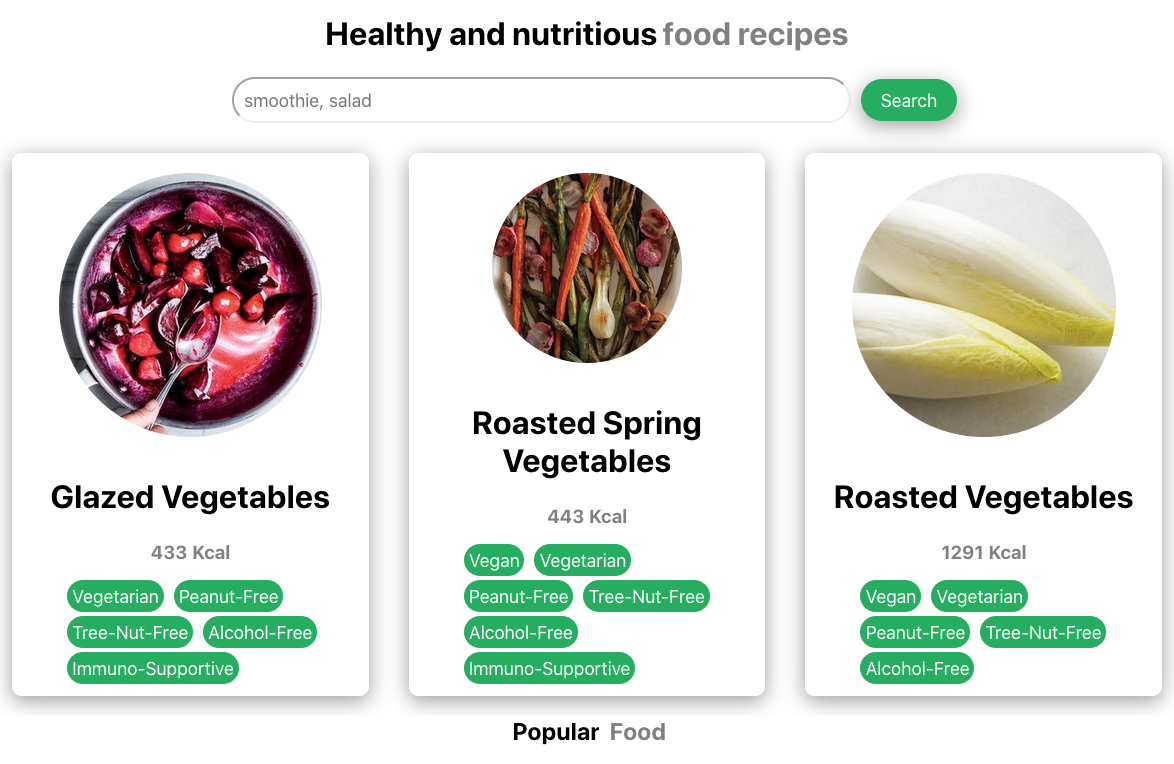 Healthy and nutritious food recipes
smoothie, salad
Search
Glazed Vegetables
433 Kcal
Vegetarian Peanut-Free
Tree-Nut-Free Alcohol-Free
Immuno-Supportive
Roasted Spring
Vegetables
443 Kcal
Vegan Vegetarian
Peanut-Free Tree-Nut-Free
Alcohol-Free
Immuno-Supportive
Roasted Vegetables
1291 Kcal
Vegan Vegetarian
Peanut-Free Tree-Nut-Free
Alcohol-Free
Popular Food